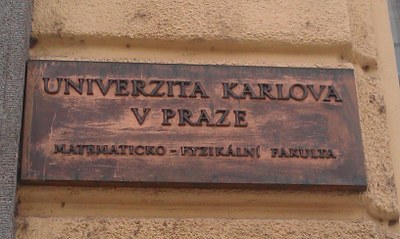 UNIVERZITA KARLOVA
V PRAZE
MATEMATICKO – FYZIKÁLNÍ FAKULTA